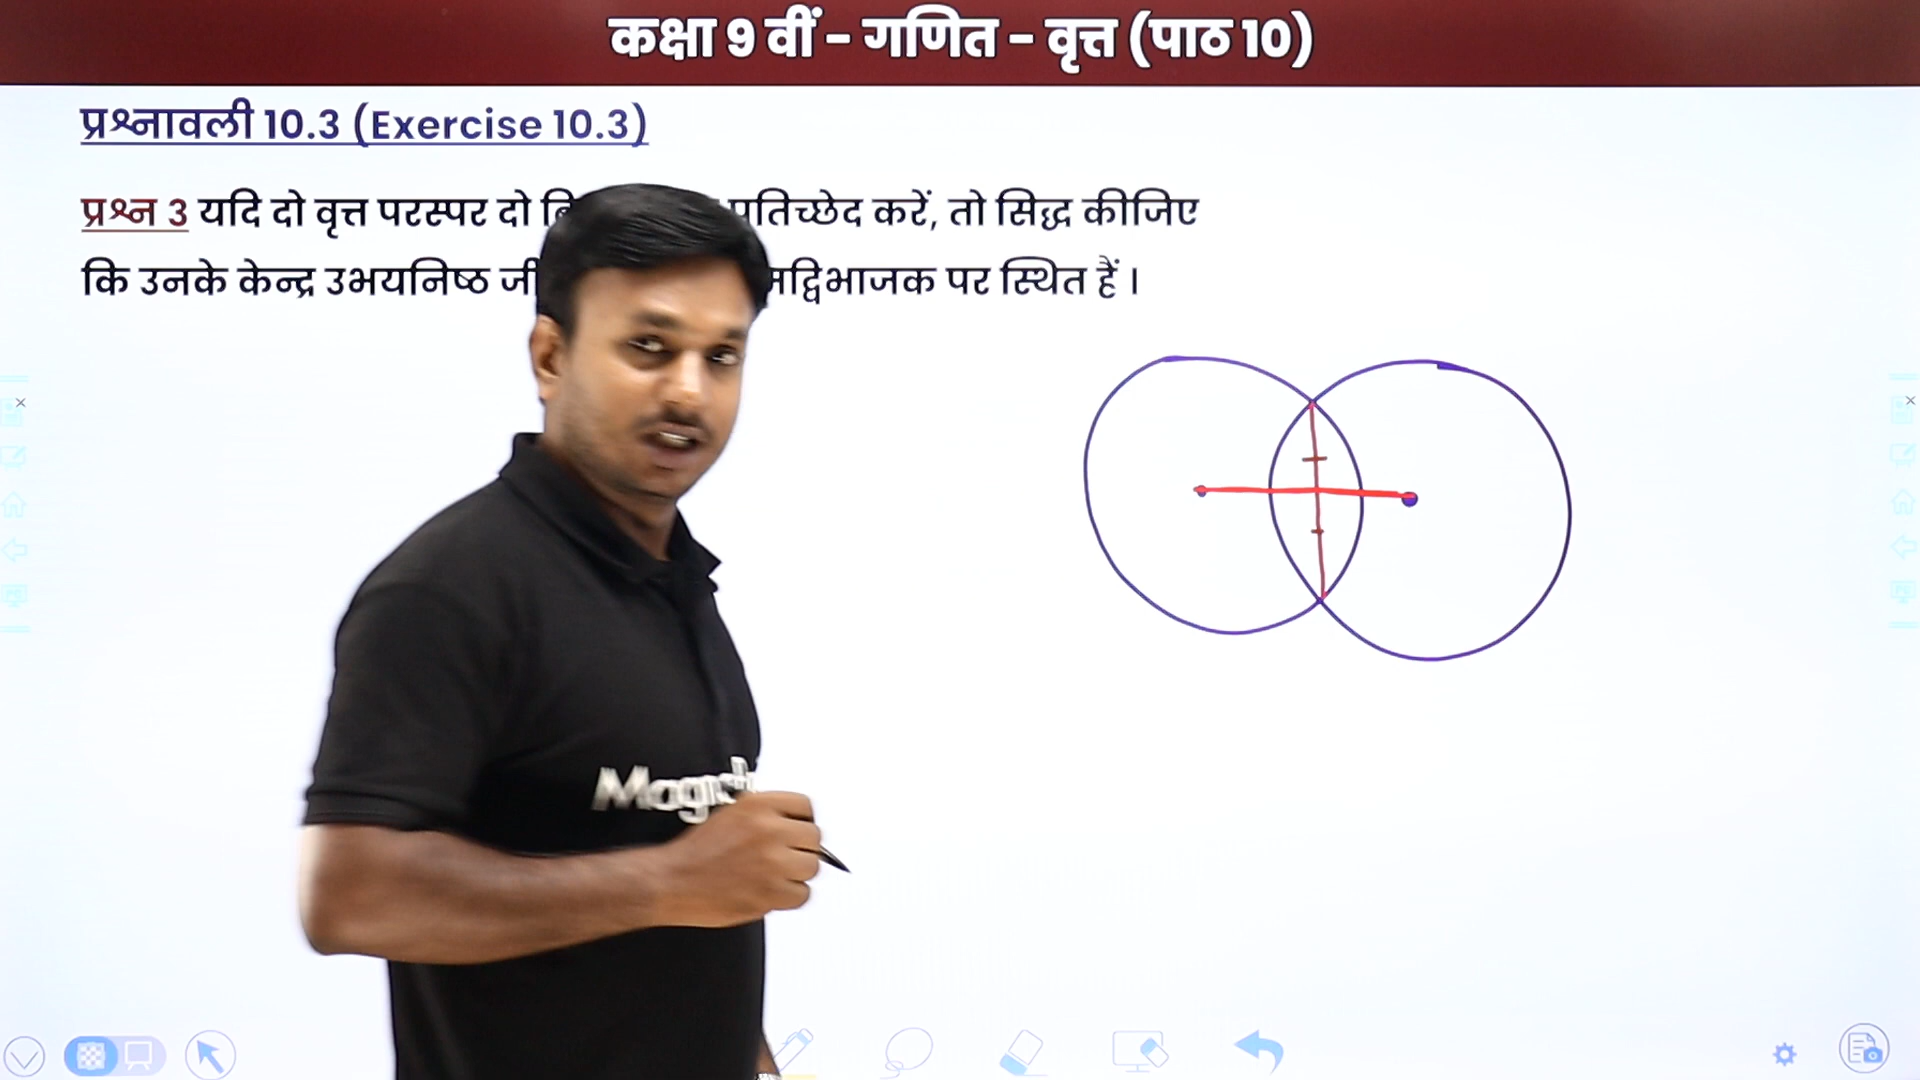 कक्षा 9 वीं - गणित - वृत्त (पाठ 10)
प्रश्नावली 10.3 (Exercise 10.3)
प्रश्न 3 यदि दो वृत्त परस्पर दो प्रतिच्छेद करें, तो सिद्ध कीजिए
कि उनके केन्द्र उभयनिष्ठ पर स्थित हैं ।